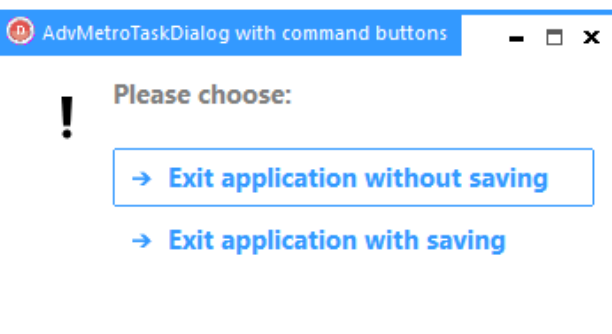 AdvMetroTaskDialog with command buttons
Please choose:
Exit application without saving
Exit application with saving